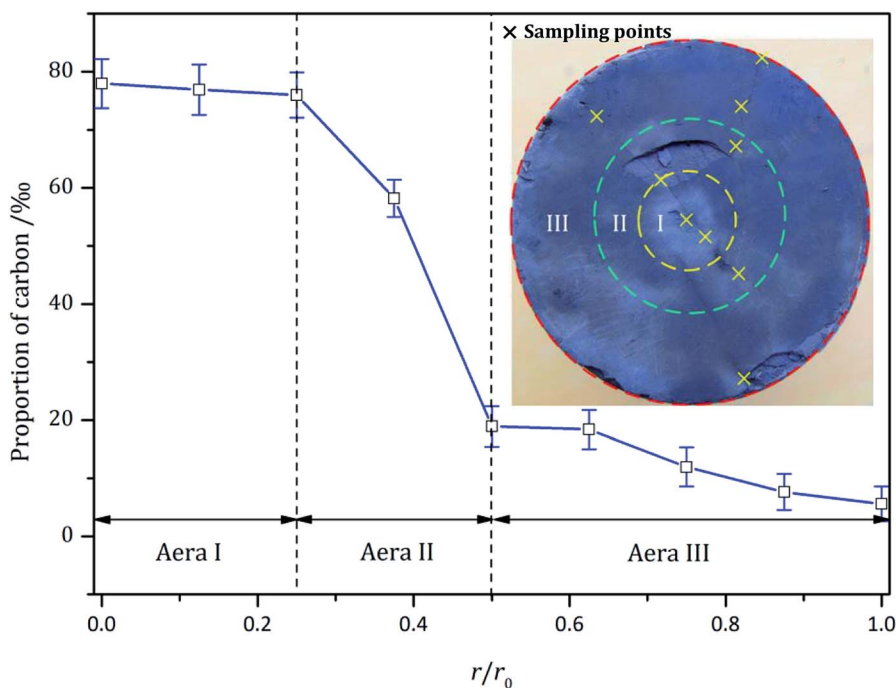 × Sampling points
80
60
40
20
0
Proportion of carbon /‰
III II I
Aera I Aera II Aera III
0.0 0.2 0.4 0.6 0.8 1.0
r/r₀